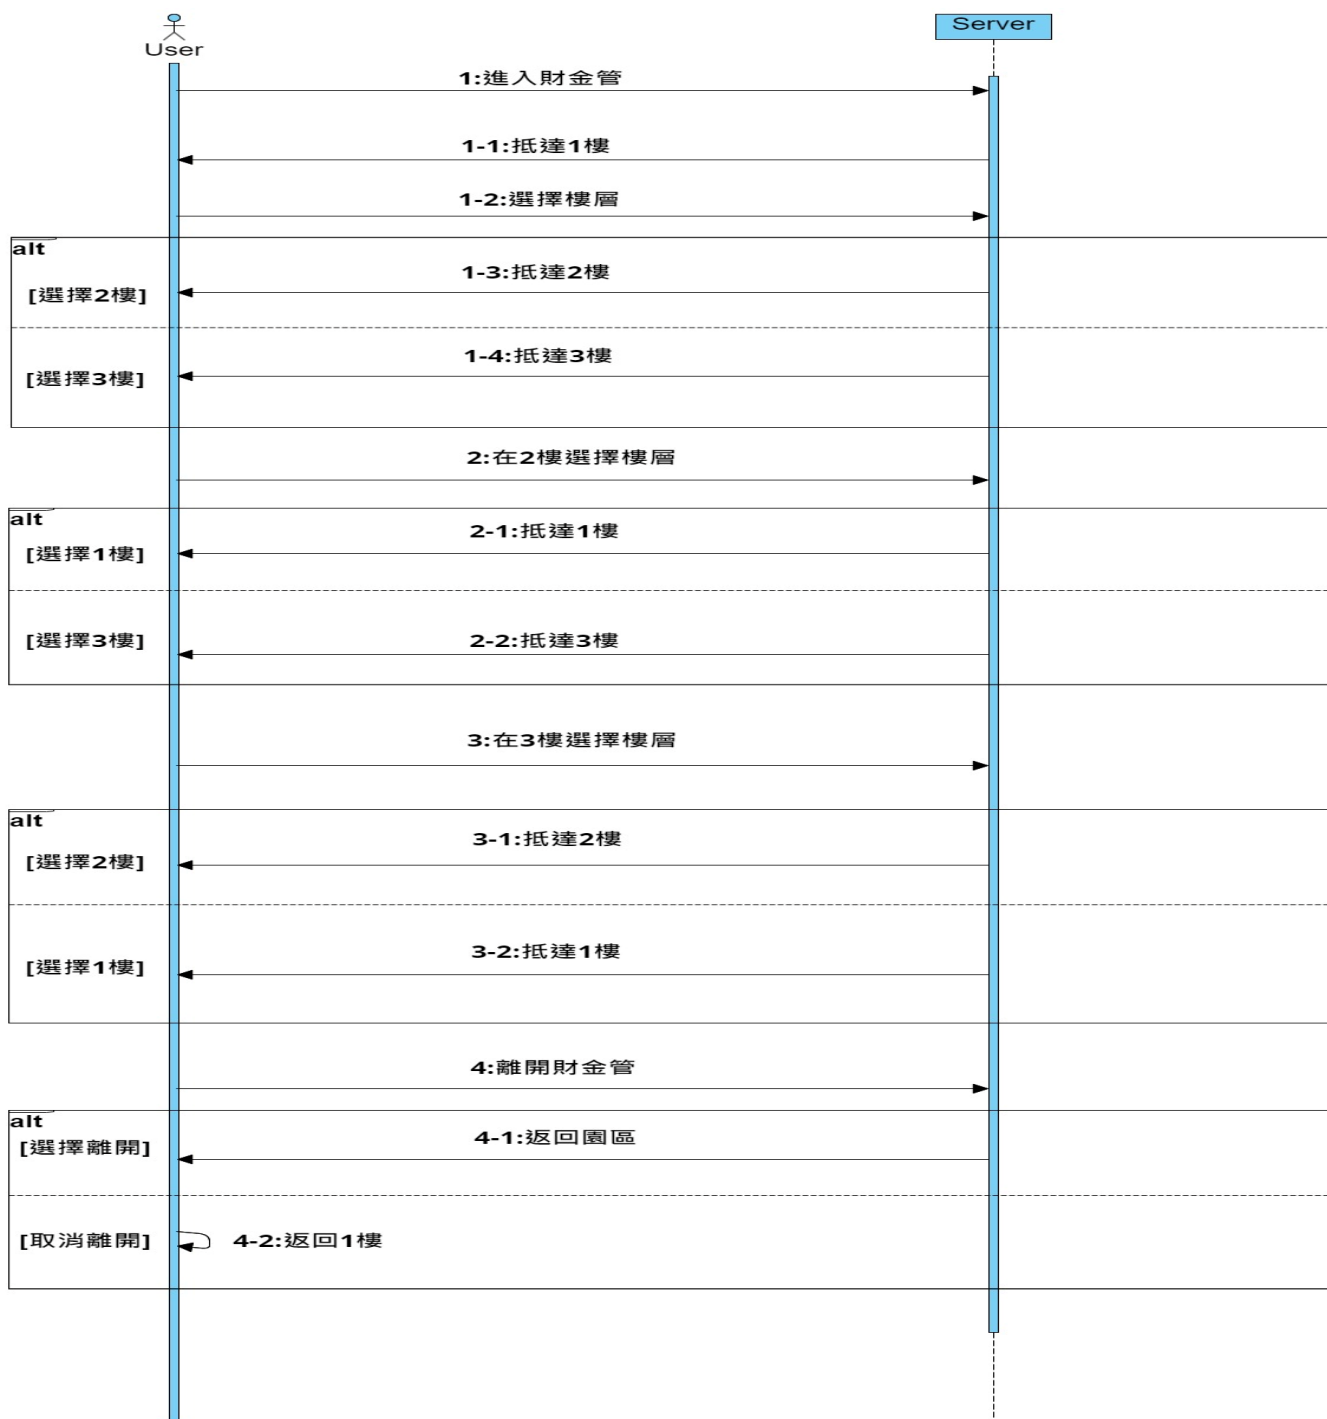 User
Server
1:進入財金管
1-1:抵達1樓
1-2:選擇樓層
alt
1-3:抵達2樓
[選擇2樓]
1-4:抵達3樓
[選擇3樓]
2:在2樓選擇樓層
alt
2-1:抵達1樓
[選擇1樓]
[選擇3樓]
2-2:抵達3樓
3:在3樓選擇樓層
alt
3-1:抵達2樓
[選擇2樓]
3-2:抵達1樓
[選擇1樓]
4:離開財金管
alt
4-1:返回園區
[選擇離開]
[取消離開]
4-2:返回1樓